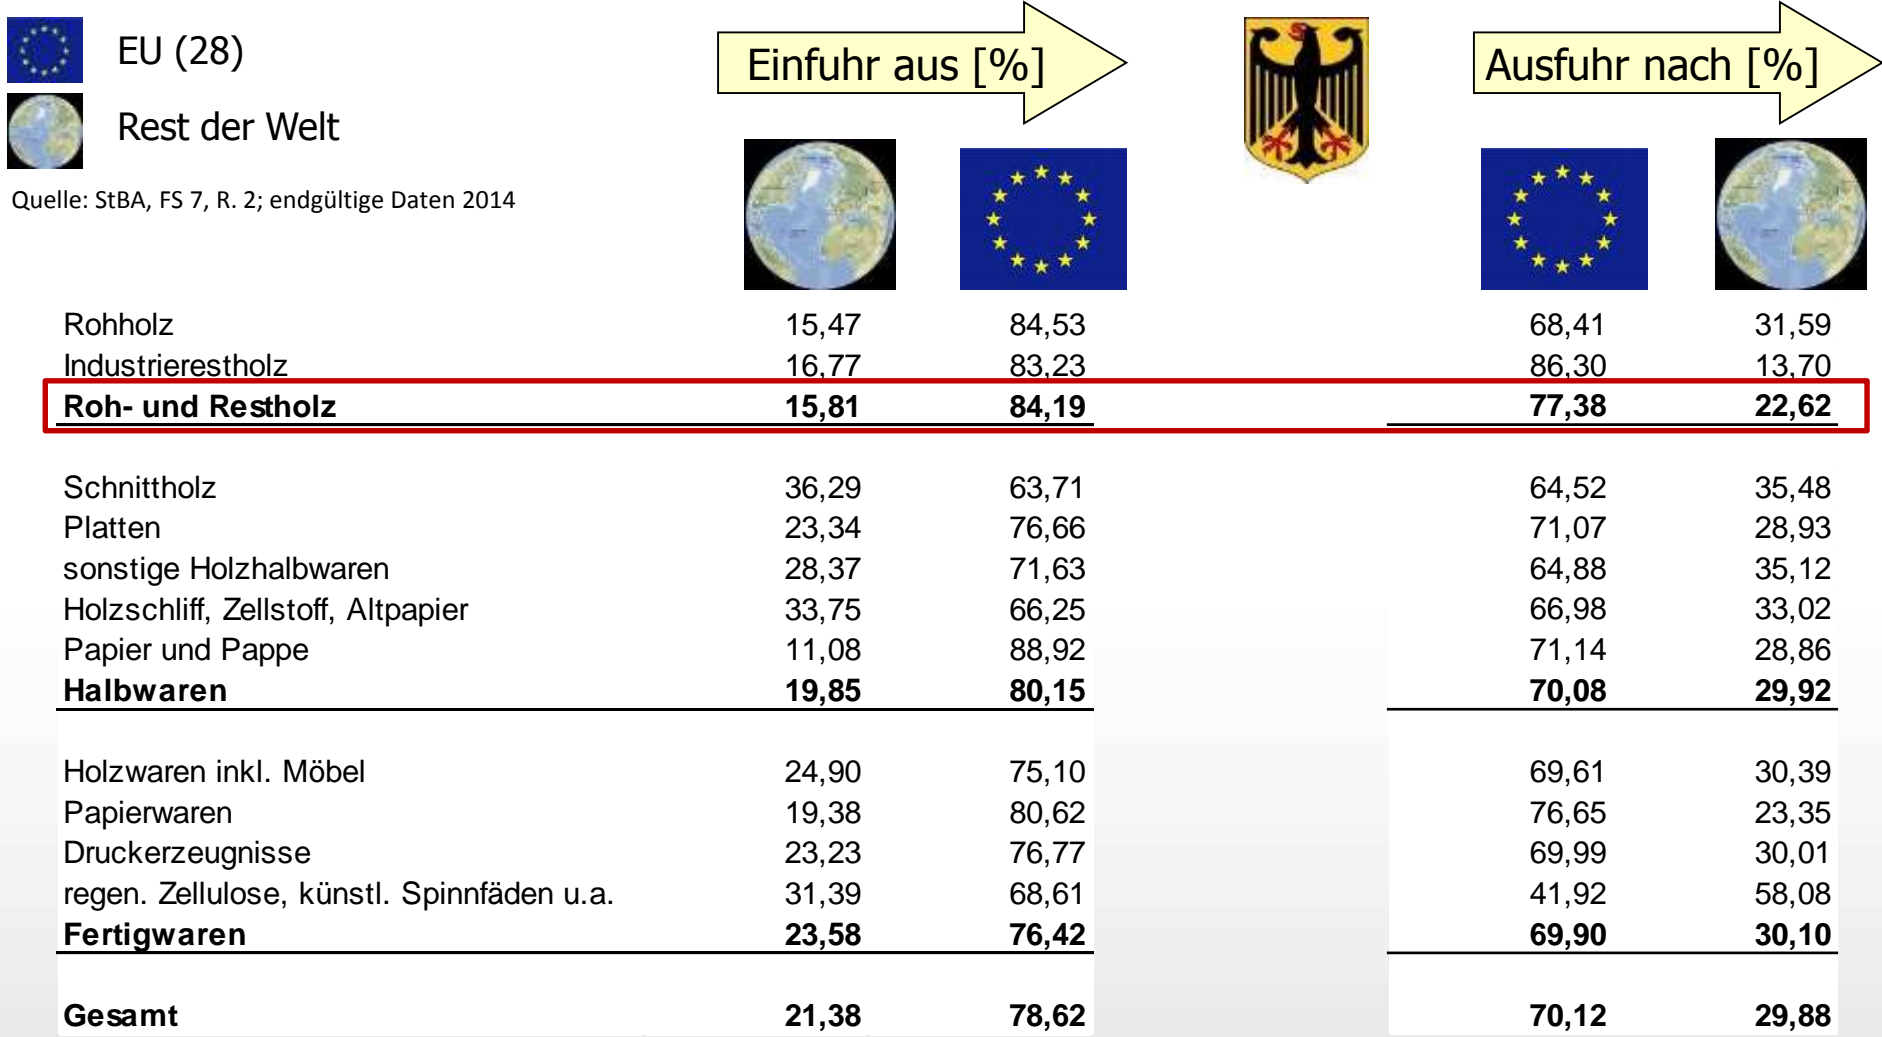 EU (28)
Rest der Welt
Quelle: StBA, FS 7, R. 2; endgültige Daten 2014
Einfuhr aus [%]
Ausfuhr nach [%]
Rohholz 15,47 84,53 68,41 31,59
Industrierestholz 16,77 83,23 86,30 13,70
Roh- und Restholz 15,81 84,19 77,38 22,62
Schnittholz 36,29 63,71 64,52 35,48
Platten 23,34 76,66 71,07 28,93
sonstige Holzhalbwaren 28,37 71,63 64,88 35,12
Holzschliff, Zellstoff, Altpapier 33,75 66,25 66,98 33,02
Papier und Pappe 11,08 88,92 71,14 28,86
Halbwaren 19,85 80,15 70,08 29,92
Holzwaren inkl. Möbel 24,90 75,10 69,61 30,39
Papierwaren 19,38 80,62 76,65 23,35
Druckerzeugnisse 23,23 76,77 69,99 30,01
regen. Zellulose, künstl. Spinnfäden u.a. 31,39 68,61 41,92 58,08
Fertigwaren 23,58 76,42 69,90 30,10
Gesamt 21,38 78,62 70,12 29,88